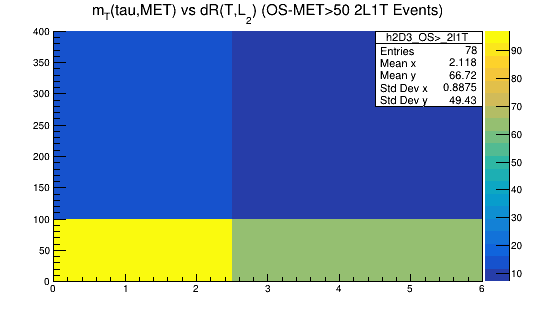 m_T(tau,MET) vs dR(T,L_2) (OS-MET>50 2L1T Events)
h2D3_OS>_2l1T
Entries 78
Mean x 2.118
Mean y 66.72
Std Dev x 0.8875
Std Dev y 49.43
400
350
300
250
200
150
100
50
0
0 1 2 3 4 5 6
90
80
70
60
50
40
30
20
10